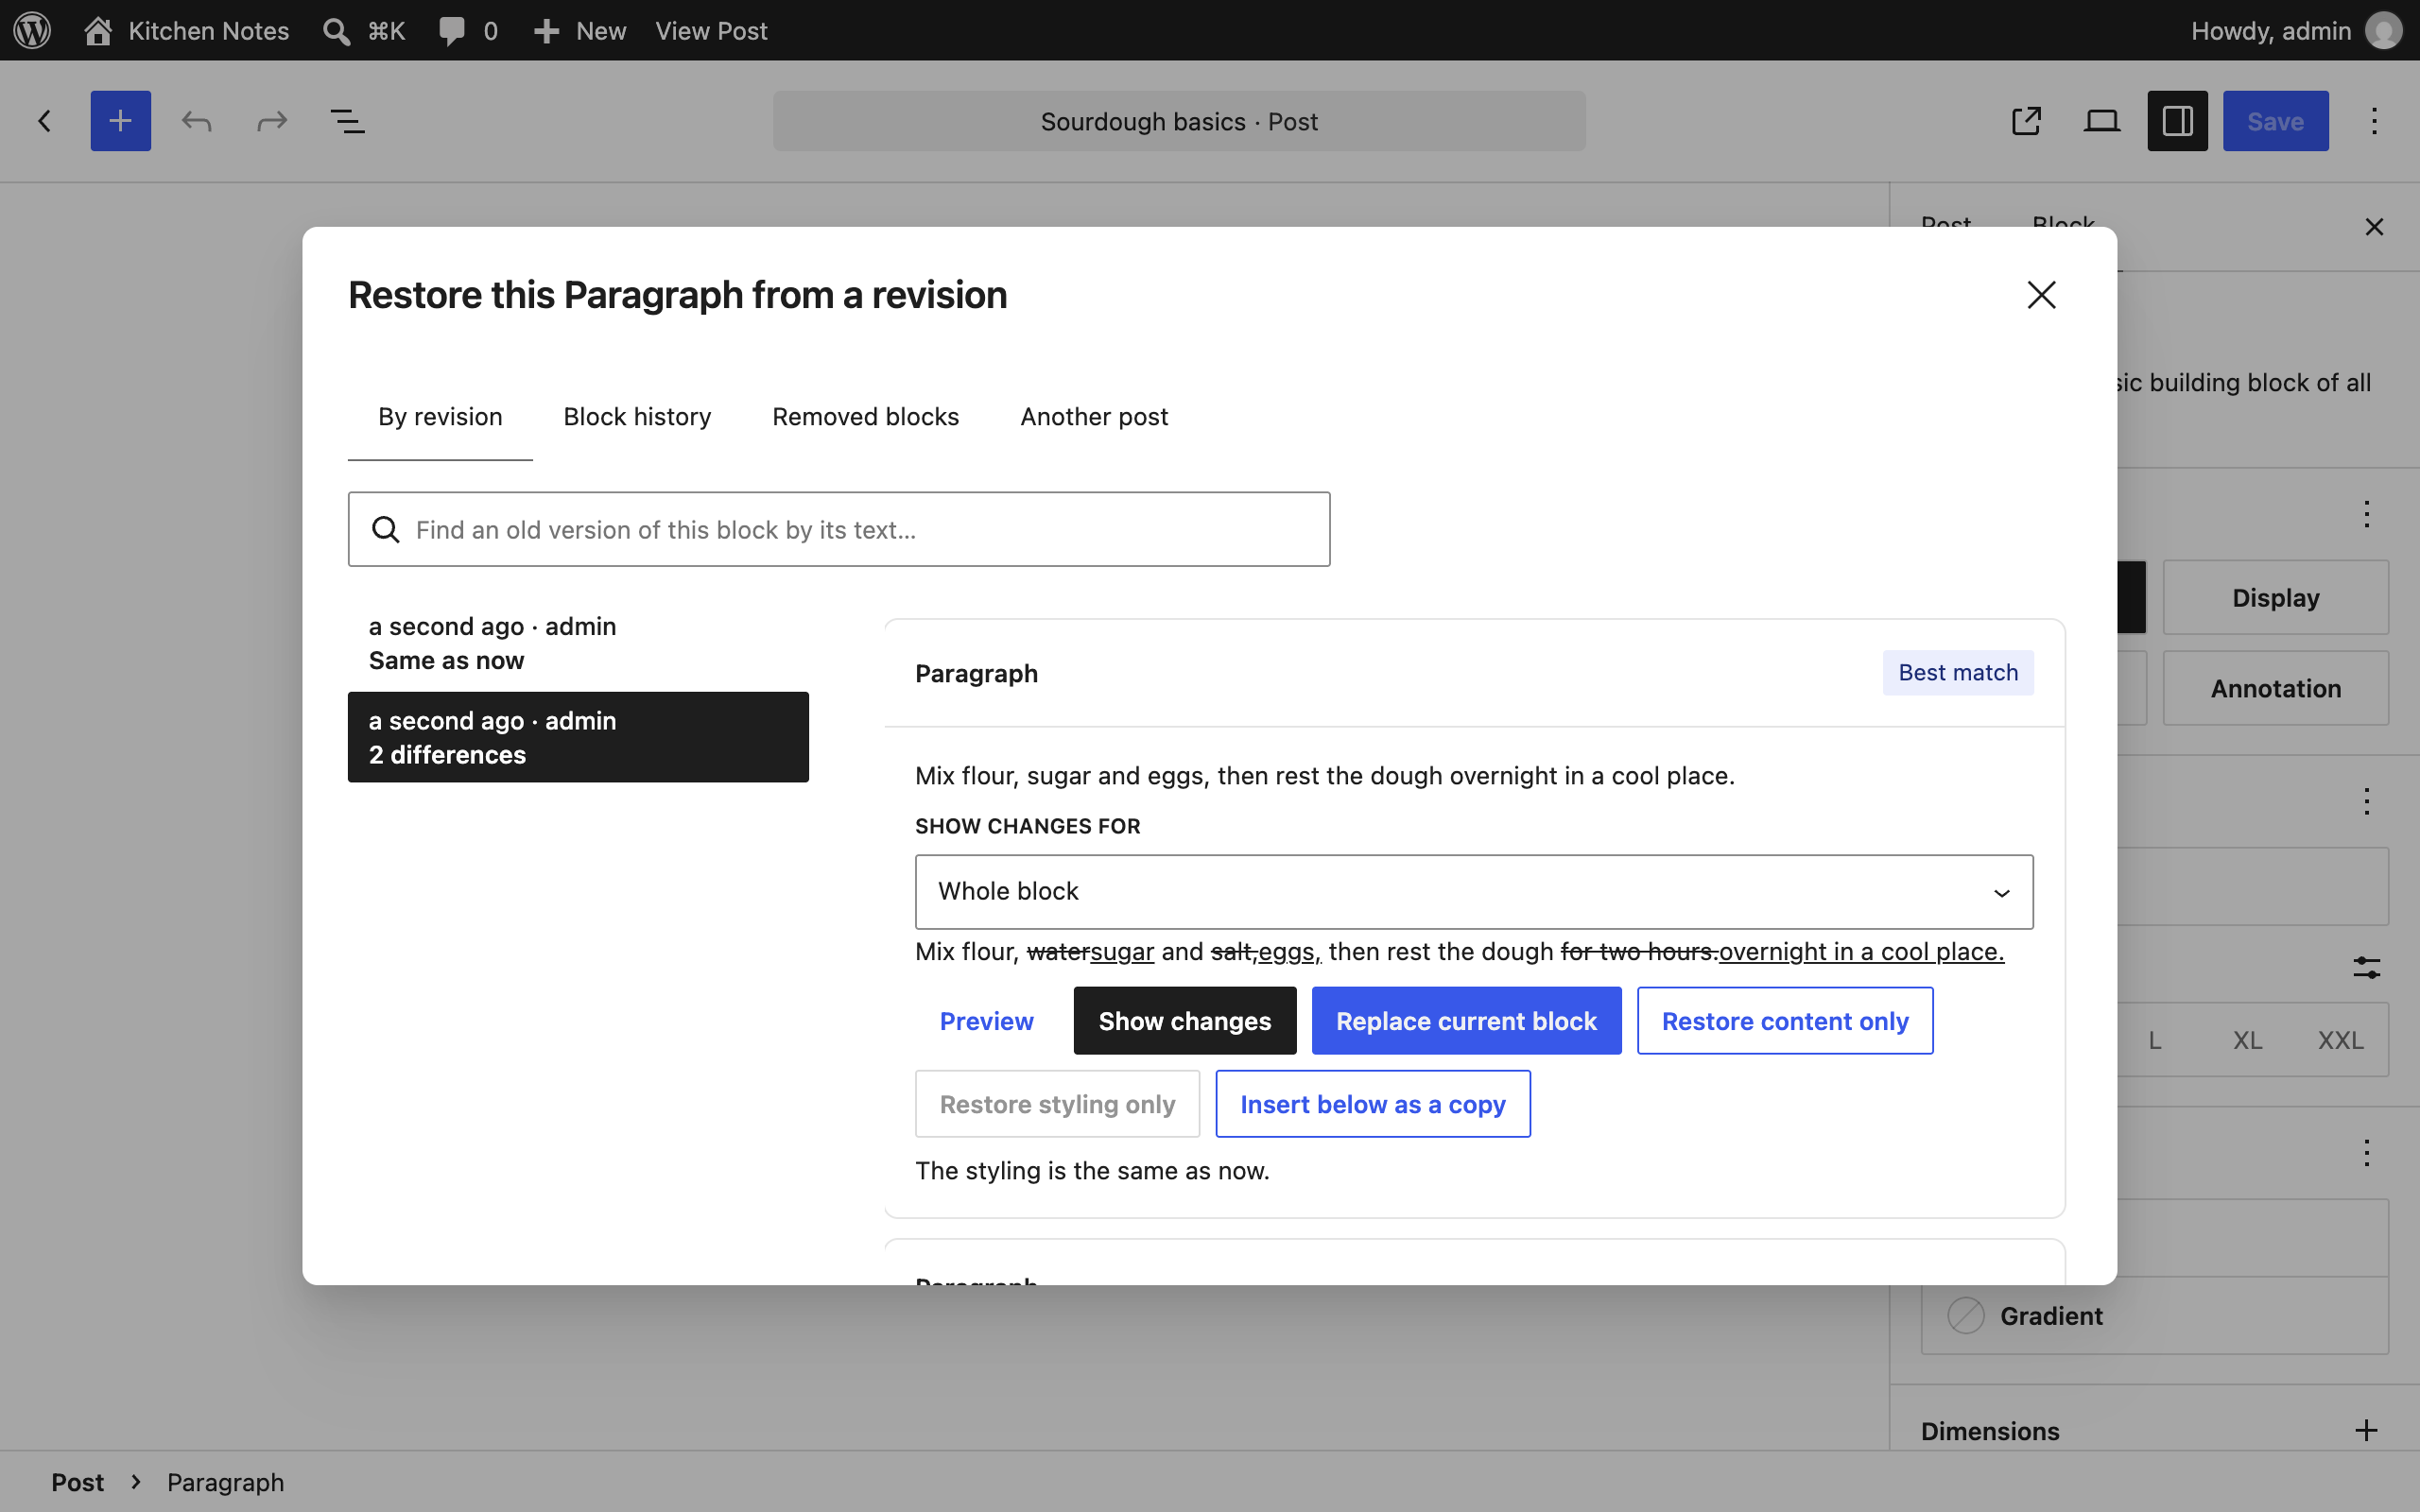 Kitchen Notes ⌘K 0 New View Post Howdy, admin
Sourdough basics · Post
Save
Post Block
Restore this Paragraph from a revision
By revision Block history Removed blocks Another post
Find an old version of this block by its text...
a second ago · admin
Same as now
a second ago · admin
2 differences
Paragraph Best match
Mix flour, sugar and eggs, then rest the dough overnight in a cool place.
SHOW CHANGES FOR
Whole block
Mix flour, watersugar and salt,eggs, then rest the dough for two hours.overnight in a cool place.
Preview Show changes Replace current block Restore content only
Restore styling only Insert below as a copy
The styling is the same as now.
Paragraph
building block of all
Display
Annotation
L XL XXL
Gradient
Dimensions
Post Paragraph